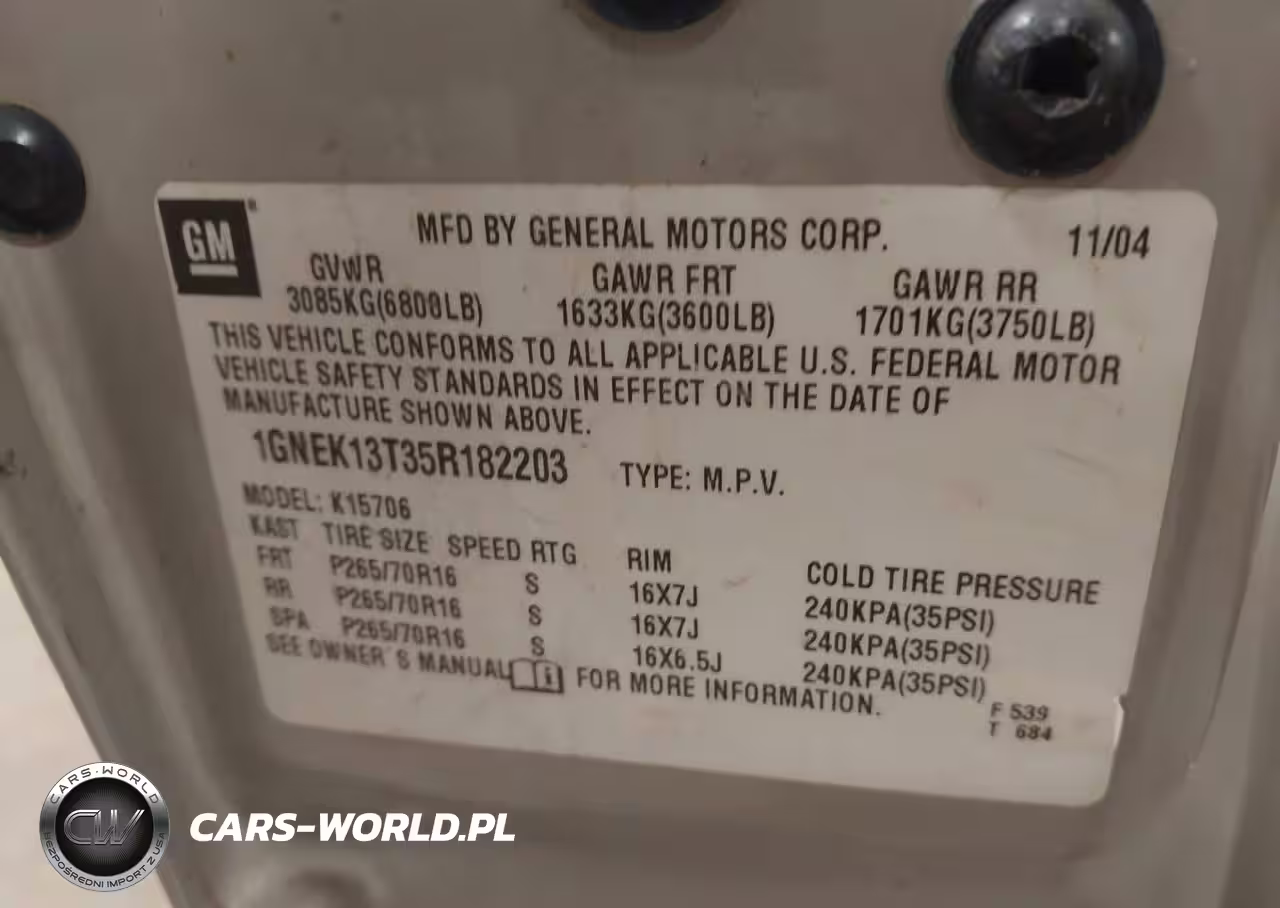 GM
MFD BY GENERAL MOTORS CORP. 11/04
GVWR GAWR FRT GAWR RR
3085KG(6800LB) 1633KG(3600LB) 1701KG(3750LB)
THIS VEHICLE CONFORMS TO ALL APPLICABLE U.S. FEDERAL MOTOR
VEHICLE SAFETY STANDARDS IN EFFECT ON THE DATE OF
MANUFACTURE SHOWN ABOVE.
1GNEK13T35R182203 TYPE: M.P.V.
MODEL: K15706
KAST TIRE SIZE SPEED RTG RIM COLD TIRE PRESSURE
FRT P265/70R16 S 16X7J 240KPA(35PSI)
RR P265/70R16 S 16X7J 240KPA(35PSI)
SPA P265/70R16 S 16X6.5J 240KPA(35PSI)
SEE OWNER'S MANUAL FOR MORE INFORMATION.
F 539
T 684
CARS-WORLD
CW
BEZPOŚREDNI IMPORT Z USA
CARS-WORLD.PL